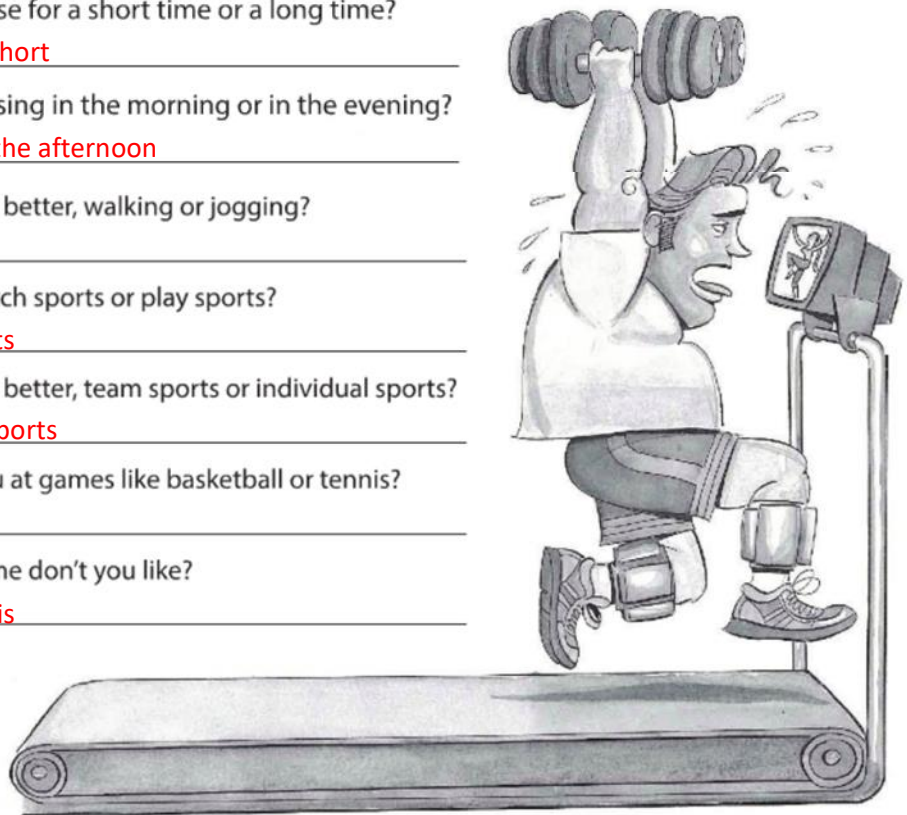 se for a short time or a long time?
hort
sing in the morning or in the evening?
the afternoon
better, walking or jogging?
ch sports or play sports?
ts
better, team sports or individual sports?
ports
u at games like basketball or tennis?
ne don't you like?
is